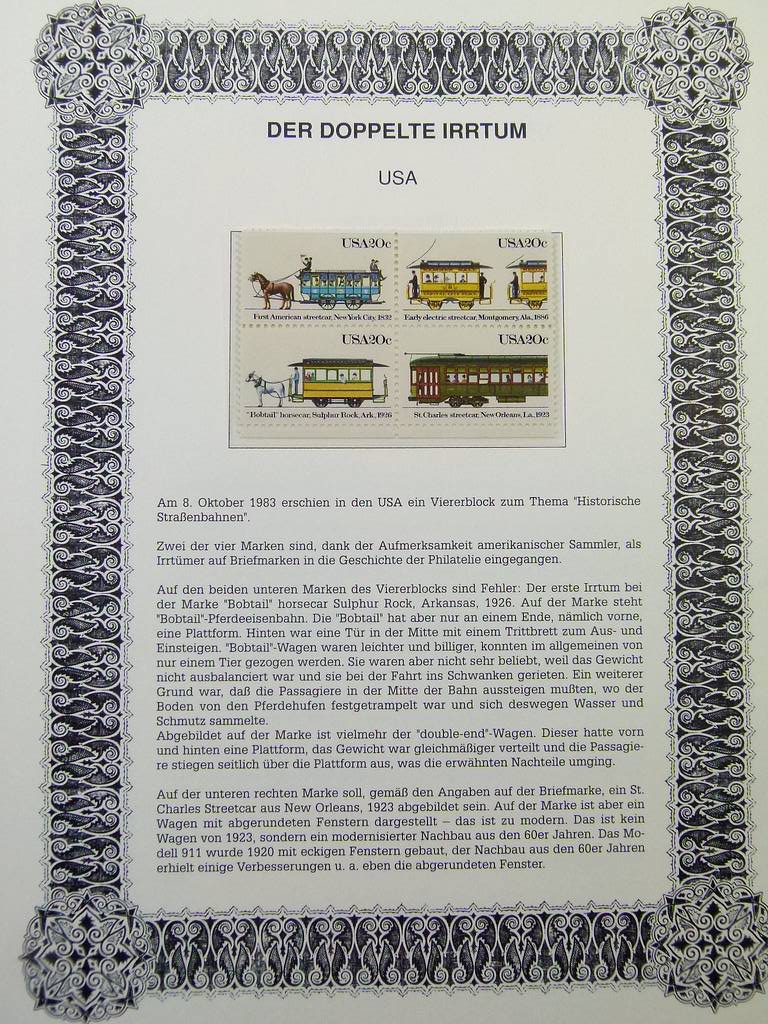 DER DOPPELTE IRRTUM
USA
USA20c
USA20c
First American streetcar, New York City, 1832
Early electric streetcar, Montgomery, Ala., 1886
USA20c
USA20c
"Bobtail" horsecar, Sulphur Rock, Ark., 1926
St. Charles streetcar, New Orleans, La., 1923
Am 8. Oktober 1983 erschien in den USA ein Viererblock zum Thema "Historische
Straßenbahnen".
Zwei der vier Marken sind, dank der Aufmerksamkeit amerikanischer Sammler, als
Irrtümer auf Briefmarken in die Geschichte der Philatelie eingegangen.
Auf den beiden unteren Marken des Viererblocks sind Fehler: Der erste Irrtum bei
der Marke "Bobtail" horsecar Sulphur Rock, Arkansas, 1926. Auf der Marke steht
"Bobtail"-Pferdeeisenbahn. Die "Bobtail" hat aber nur an einem Ende, nämlich vorne,
eine Plattform. Hinten war eine Tür in der Mitte mit einem Trittbrett zum Aus- und
Einsteigen. "Bobtail"-Wagen waren leichter und billiger, konnten im allgemeinen von
nur einem Tier gezogen werden. Sie waren aber nicht sehr beliebt, weil das Gewicht
nicht ausbalanciert war und sie bei der Fahrt ins Schwanken gerieten. Ein weiterer
Grund war, daß die Passagiere in der Mitte der Bahn aussteigen mußten, wo der
Boden von den Pferdehufen festgetrampelt war und sich deswegen Wasser und
Schmutz sammelte.
Abgebildet auf der Marke ist vielmehr der "double-end"-Wagen. Dieser hatte vorn
und hinten eine Plattform, das Gewicht war gleichmäßiger verteilt und die Passagie-
re stiegen seitlich über die Plattform aus, was die erwähnten Nachteile umging.
Auf der unteren rechten Marke soll, gemäß den Angaben auf der Briefmarke, ein St.
Charles Streetcar aus New Orleans, 1923 abgebildet sein. Auf der Marke ist aber ein
Wagen mit abgerundeten Fenstern dargestellt – das ist zu modern. Das ist kein
Wagen von 1923, sondern ein modernisierter Nachbau aus den 60er Jahren. Das Mo-
dell 911 wurde 1920 mit eckigen Fenstern gebaut, der Nachbau aus den 60er Jahren
erhielt einige Verbesserungen u. a. eben die abgerundeten Fenster.